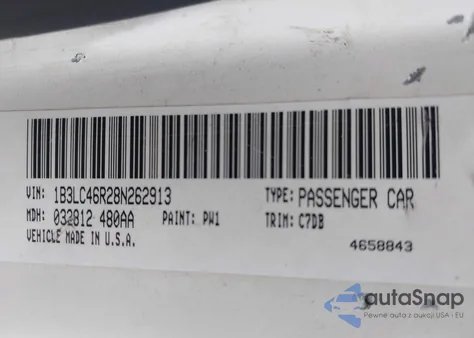 VIN: 1B3LC46R28N262913 TYPE: PASSENGER CAR
MDH: 032812 480AA PAINT: PW1 TRIM: C7DB
VEHICLE MADE IN U.S.A.
4658843
autoSnap
Pewne auta z aukcji USA i EU